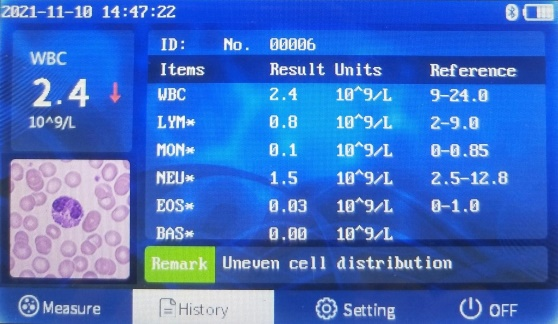 2021-11-10 14:47:22
WBC
2.4 ↓
10^9/L
ID: No. 00006
Items Result Units Reference
WBC 2.4 10^9/L 9-24.0
LYM* 0.8 10^9/L 2-9.0
MON* 0.1 10^9/L 0-0.85
NEU* 1.5 10^9/L 2.5-12.8
EOS* 0.03 10^9/L 0-1.0
BAS* 0.00 10^9/L
Remark Uneven cell distribution
Measure History Setting OFF